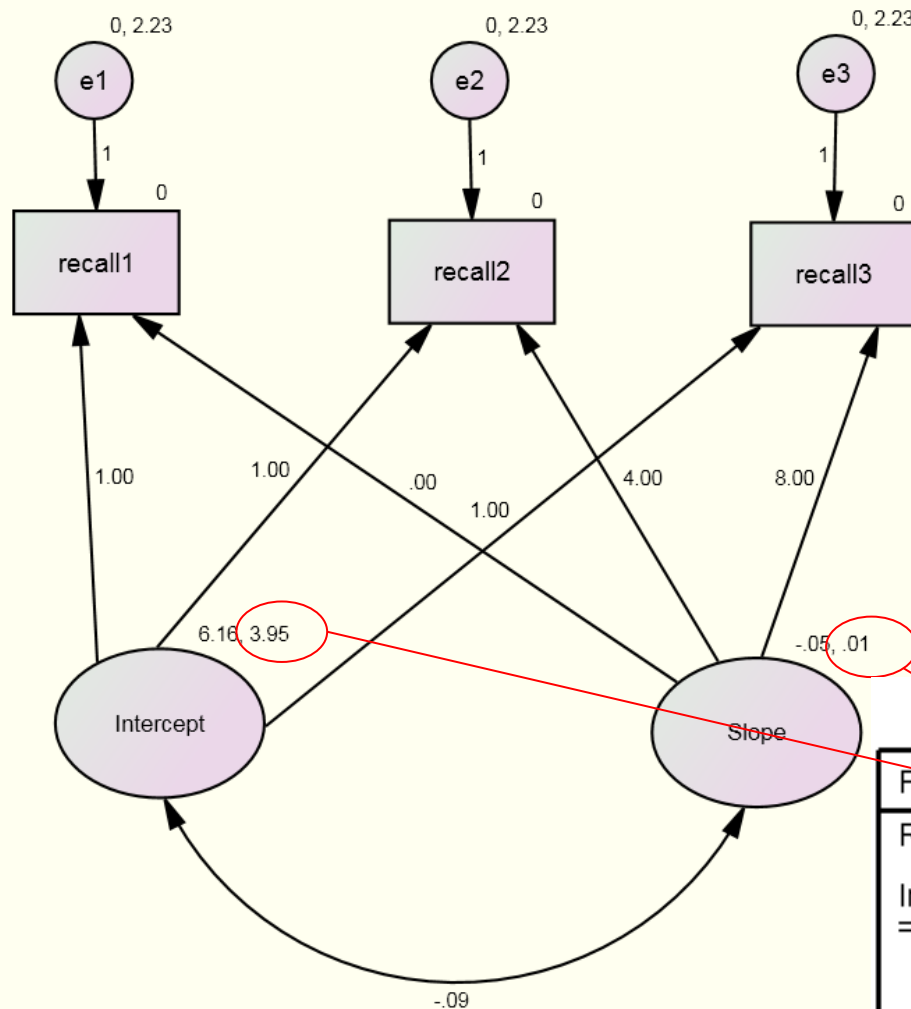 0, 2.23
0, 2.23
0, 2.23
e1
e2
e3
1
1
1
0
0
0
recall1
recall2
recall3
1.00
1.00
.00
1.00
4.00
8.00
6.16, 3.95
-.05, .01
Intercept
Slope
-.09